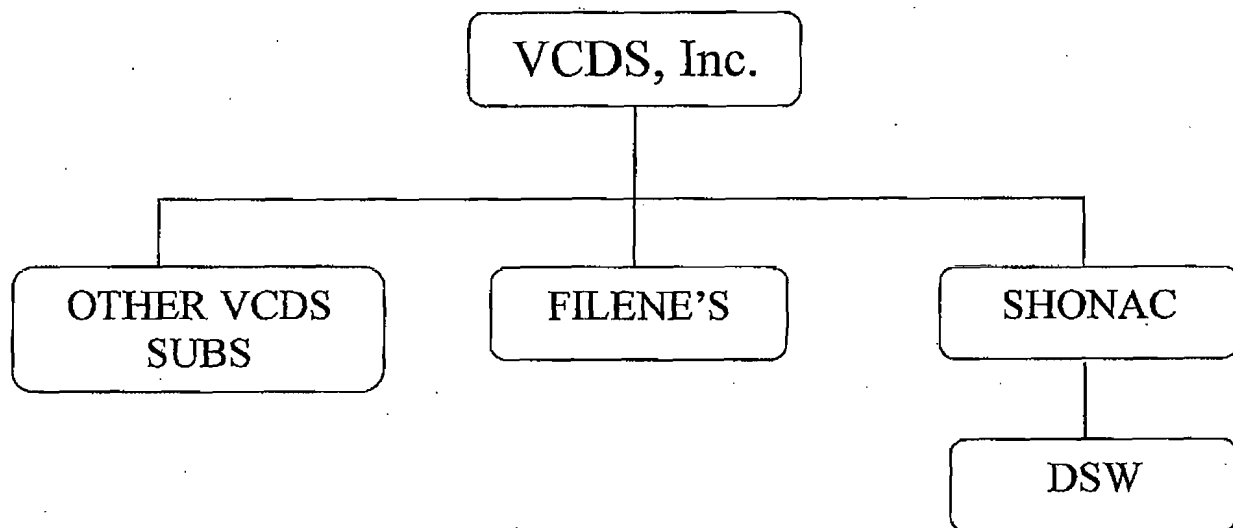 VCDS, Inc.
OTHER VCDS
SUBS
FILENE'S
SHONAC
DSW